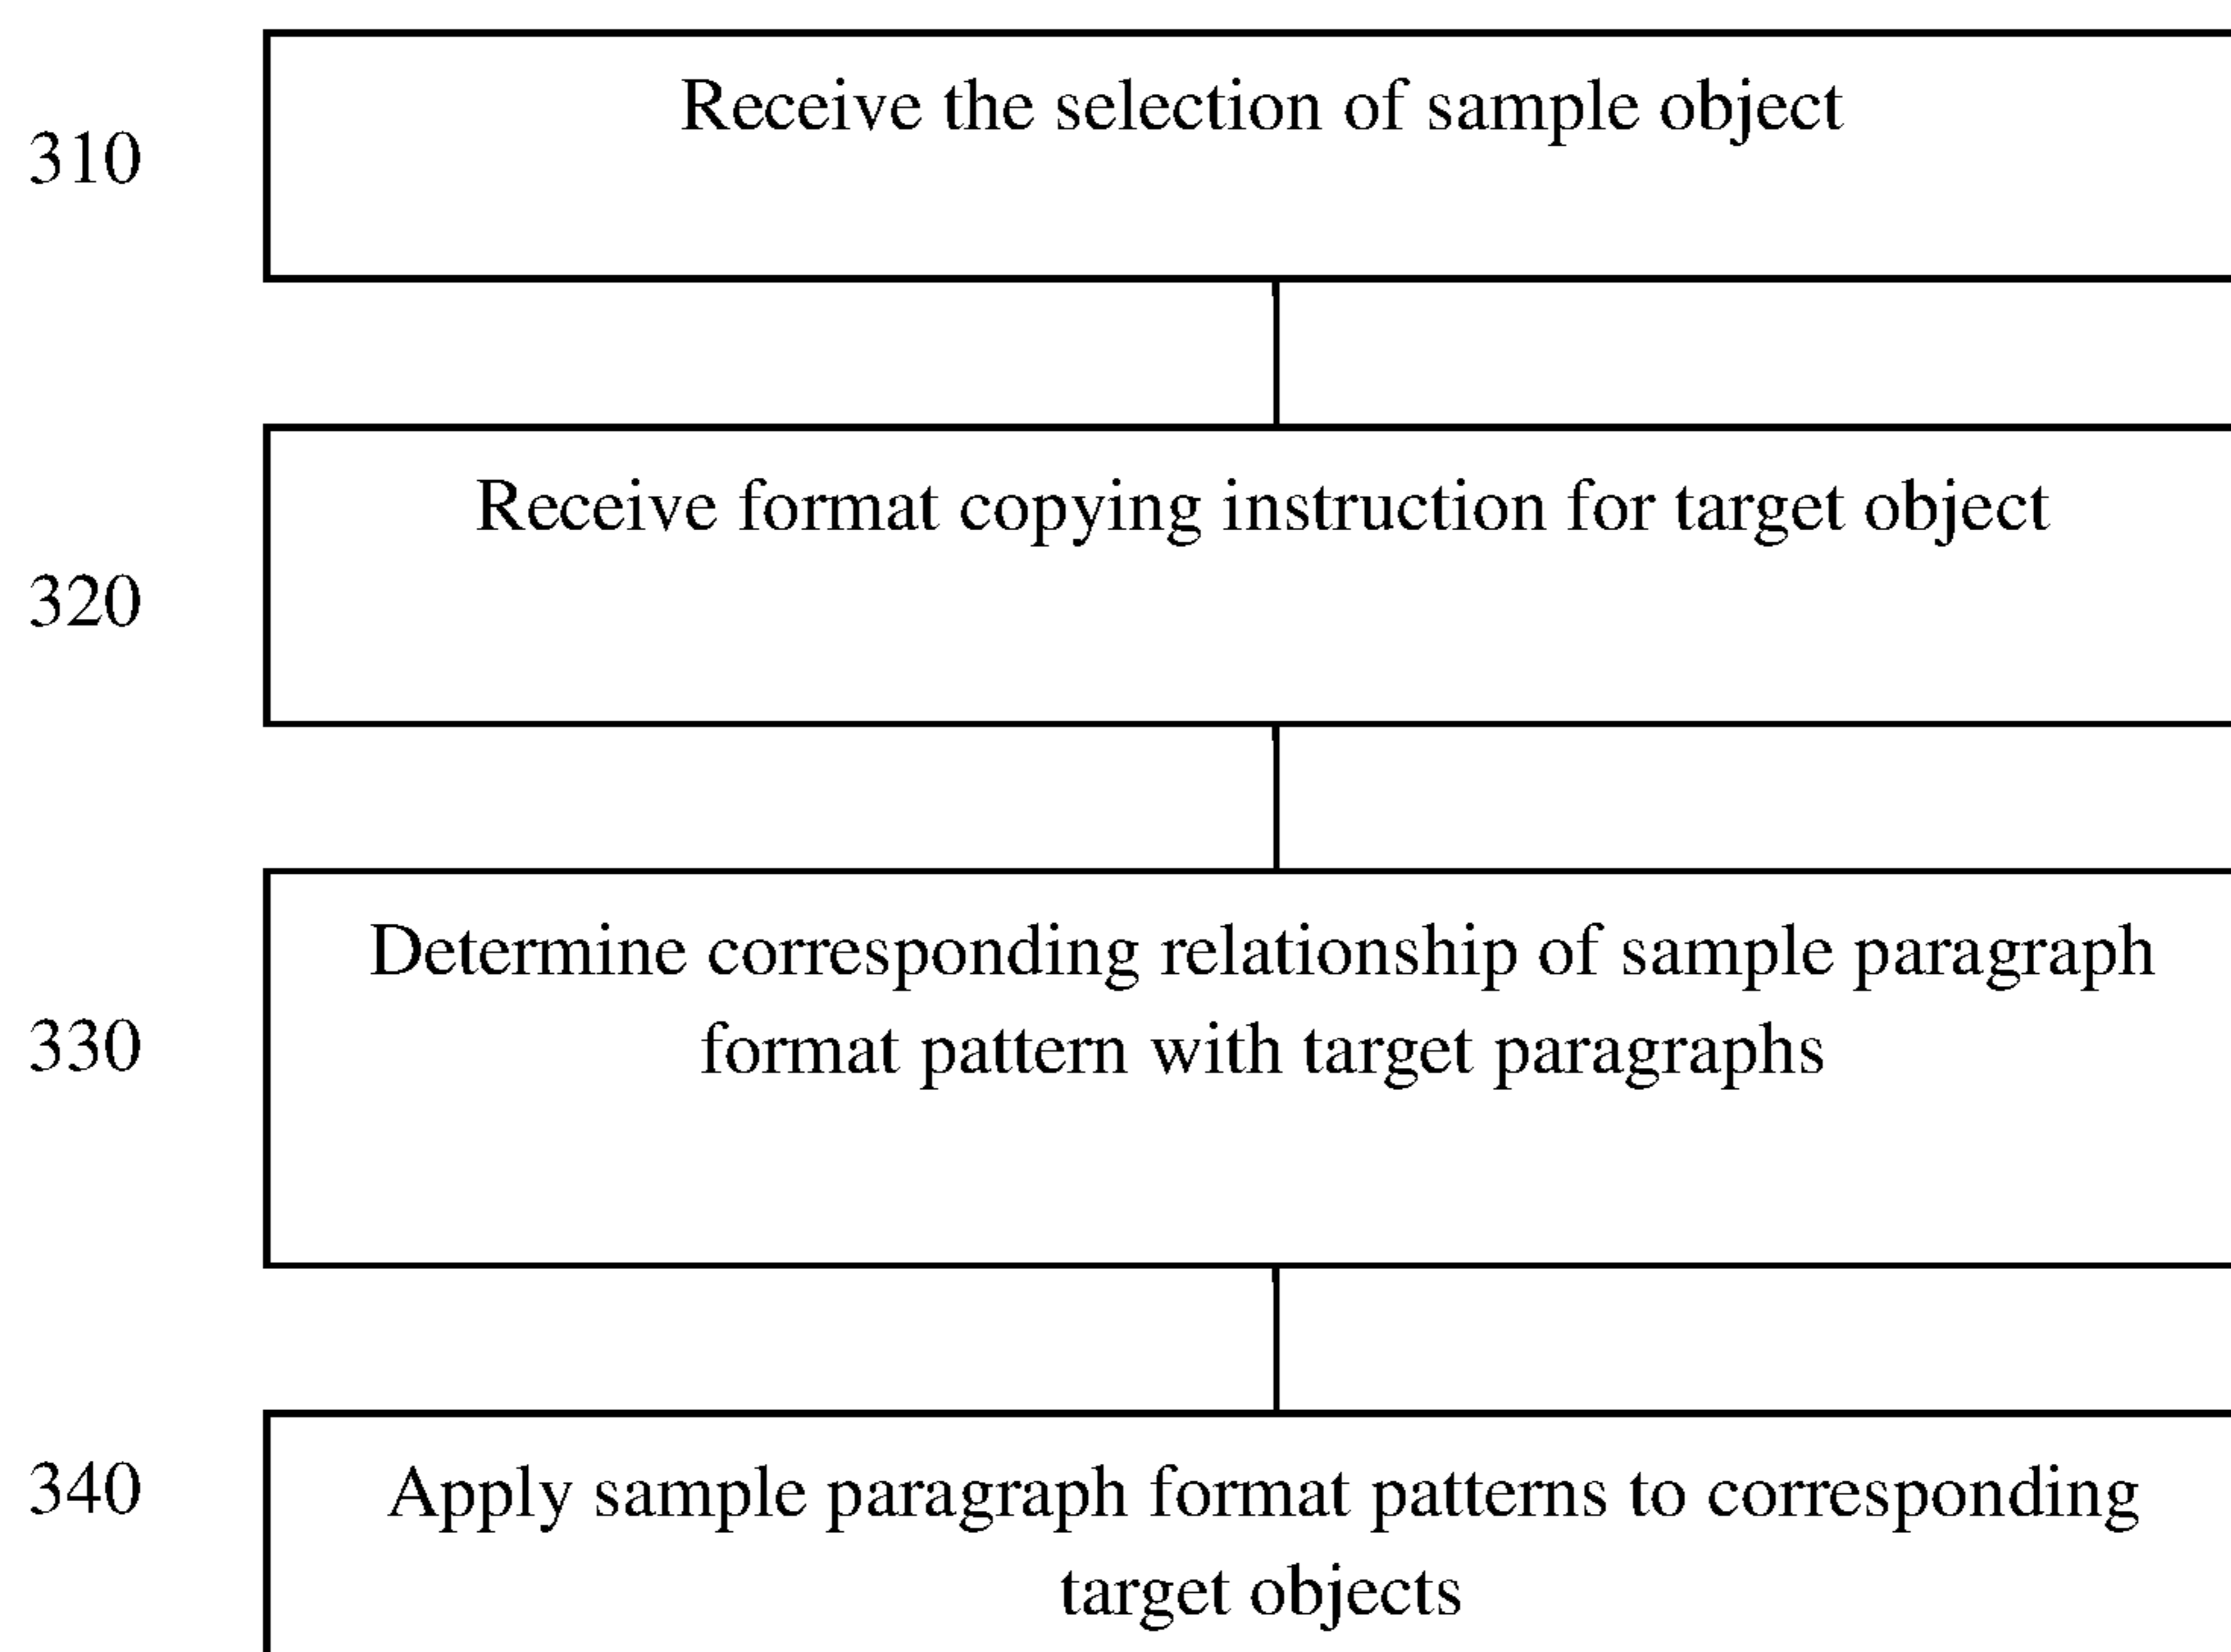 Receive the selection of sample object
310
Receive format copying instruction for target object
320
Determine corresponding relationship of sample paragraph
format pattern with target paragraphs
330
340
Apply sample paragraph format patterns to corresponding
target objects